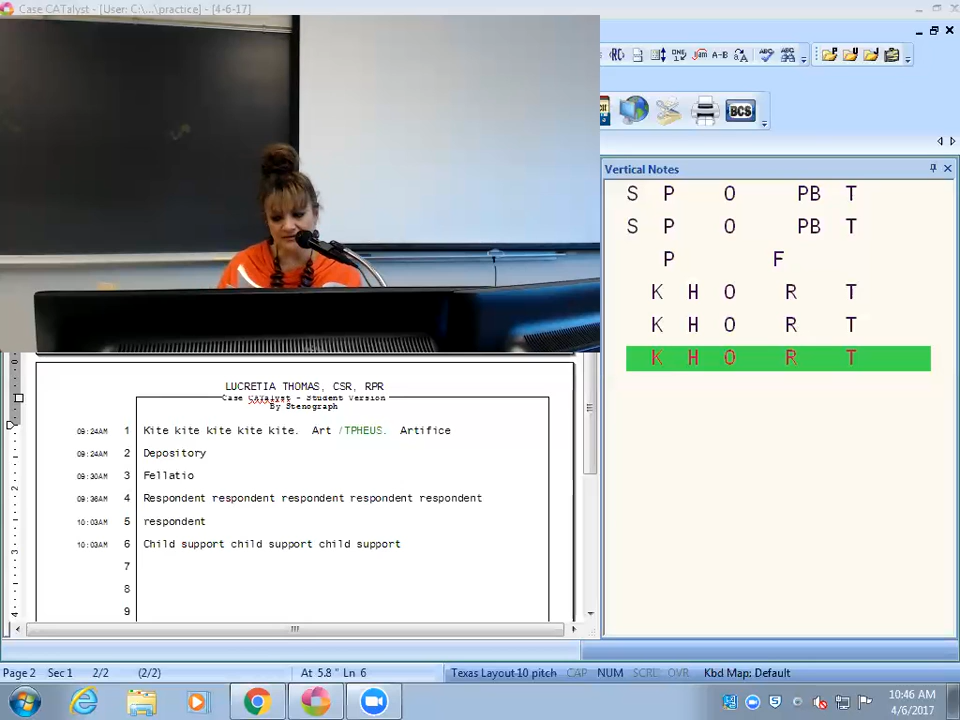 Case CATalyst - [User: C:\...\practice] - [4-6-17]
BCS
Vertical Notes
S P O PB T
S P O PB T
P F
K H O R T
K H O R T
K H O R T
LUCRETIA THOMAS, CSR, RPR
Case CATalyst - Student Version
By Stenograph
09:24AM 1 Kite kite kite kite kite. Art /TPHEUS. Artifice
09:24AM 2 Depository
09:30AM 3 Fellatio
09:36AM 4 Respondent respondent respondent respondent respondent
10:03AM 5 respondent
10:03AM 6 Child support child support child support
7
8
9
Page 2 Sec 1 2/2 (2/2) At 5.8 " Ln 6 Texas Layout 10 pitch CAP NUM SCRL OVR Kbd Map: Default
10:46 AM
4/6/2017